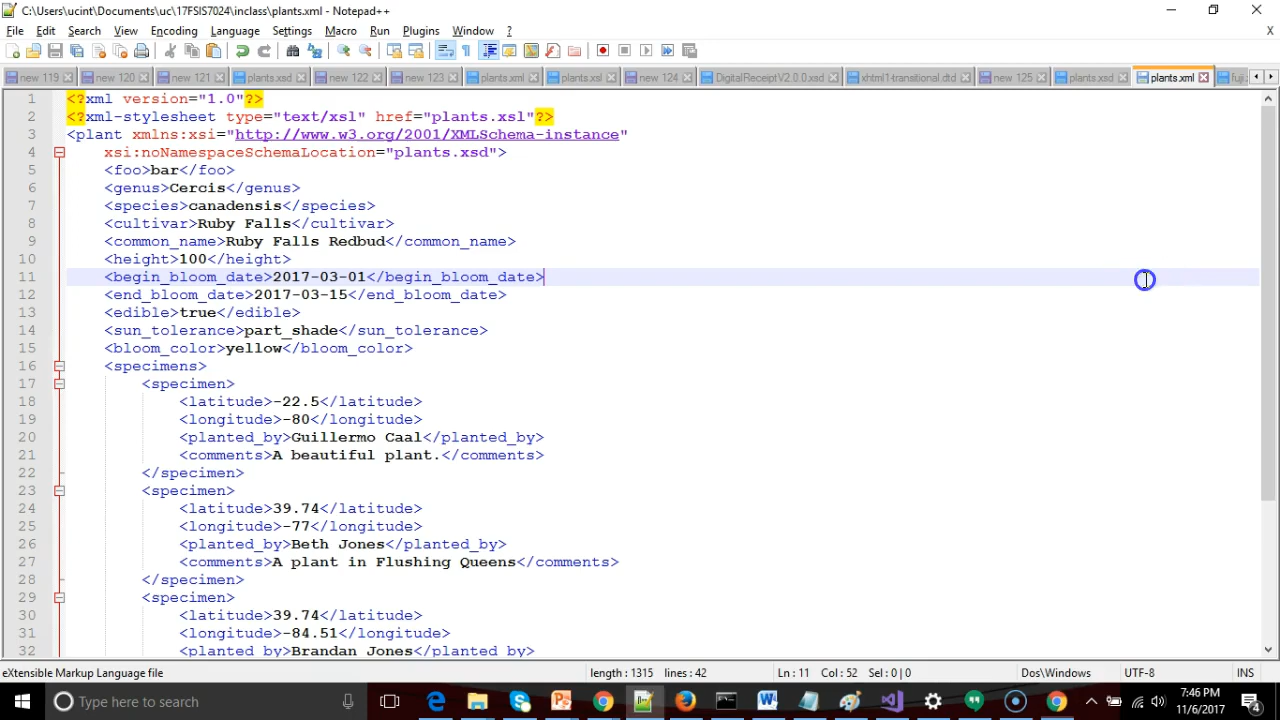 C:\Users\ucint\Documents\uc\17FSIS7024\inclass\plants.xml - Notepad++
File Edit Search View Encoding Language Settings Macro Run Plugins Window ? X
new 119 new 120 new 121 plants.xsd new 122 new 123 plants.xml plants.xsl new 124 DigitalReceiptV2.0.0.xsd xhtml1-transitional.dtd new 125 plants.xsd plants.xml fuji
1 <?xml version="1.0"?>
2 <?xml-stylesheet type="text/xsl" href="plants.xsl"?>
3 <plant xmlns:xsi="http://www.w3.org/2001/XMLSchema-instance"
4 xsi:noNamespaceSchemaLocation="plants.xsd">
5 <foo>bar</foo>
6 <genus>Cercis</genus>
7 <species>canadensis</species>
8 <cultivar>Ruby Falls</cultivar>
9 <common_name>Ruby Falls Redbud</common_name>
10 <height>100</height>
11 <begin_bloom_date>2017-03-01</begin_bloom_date>
12 <end_bloom_date>2017-03-15</end_bloom_date>
13 <edible>true</edible>
14 <sun_tolerance>part_shade</sun_tolerance>
15 <bloom_color>yellow</bloom_color>
16 <specimens>
17 <specimen>
18 <latitude>-22.5</latitude>
19 <longitude>-80</longitude>
20 <planted_by>Guillermo Caal</planted_by>
21 <comments>A beautiful plant.</comments>
22 </specimen>
23 <specimen>
24 <latitude>39.74</latitude>
25 <longitude>-77</longitude>
26 <planted_by>Beth Jones</planted_by>
27 <comments>A plant in Flushing Queens</comments>
28 </specimen>
29 <specimen>
30 <latitude>39.74</latitude>
31 <longitude>-84.51</longitude>
32 <planted_by>Brandan Jones</planted_by>
eXtensible Markup Language file length : 1315 lines : 42 Ln : 11 Col : 52 Sel : 0 | 0 Dos\Windows UTF-8 INS
Type here to search 7:46 PM
11/6/2017